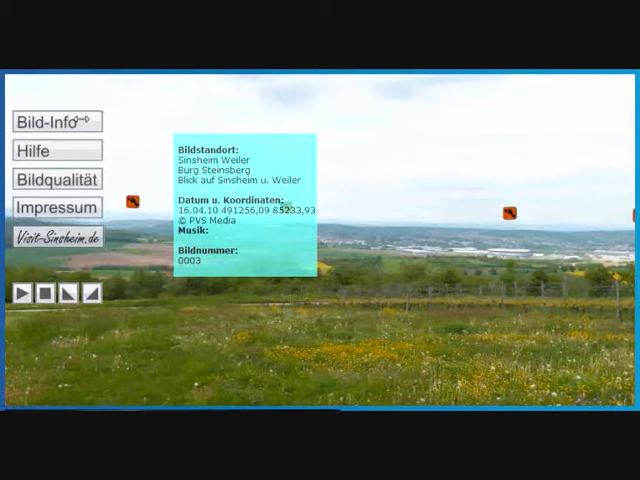 Bild-Info
Hilfe
Bildqualität
Impressum
Visit-Sinsheim.de
Bildstandort:
Sinsheim Weiler
Burg Steinsberg
Blick auf Sinsheim u. Weiler
Datum u. Koordinaten:
16.04.10 491256,09 85233,93
© PVS Media
Musik:
Bildnummer:
0003